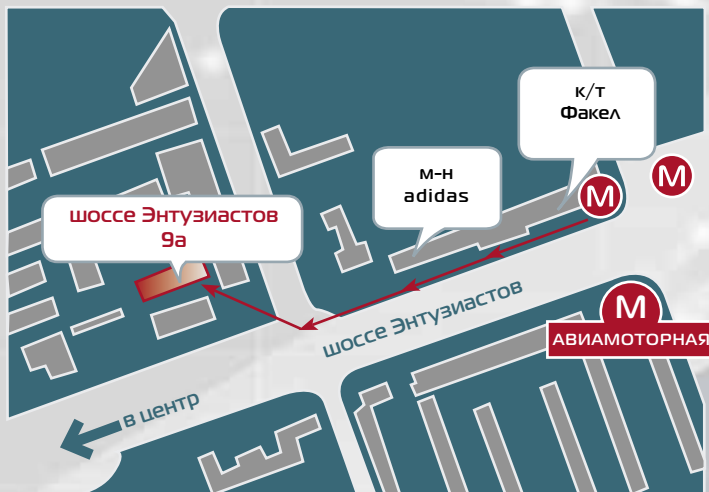 к/т
Факел
м-н
adidas
М
М
шоссе Энтузиастов
9а
шоссе Энтузиастов
М
АВИАМОТОРНАЯ
в центр